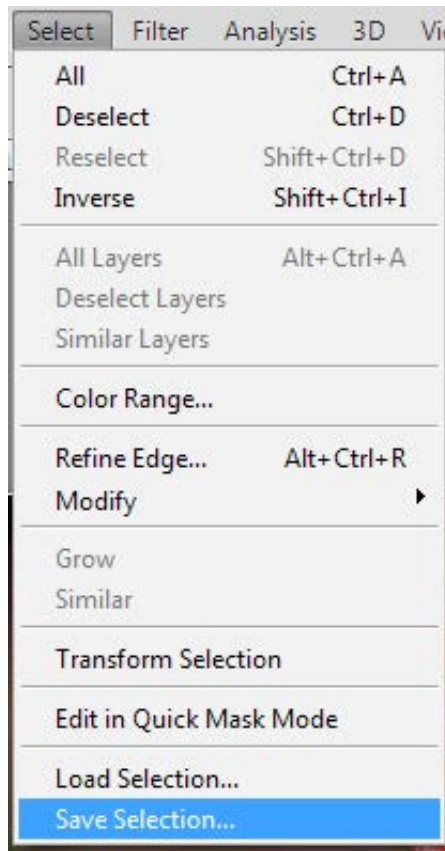 Select Filter Analysis 3D Vi
All Ctrl+A
Deselect Ctrl+D
Reselect Shift+Ctrl+D
Inverse Shift+Ctrl+I
All Layers Alt+Ctrl+A
Deselect Layers
Similar Layers
Color Range...
Refine Edge... Alt+Ctrl+R
Modify
Grow
Similar
Transform Selection
Edit in Quick Mask Mode
Load Selection...
Save Selection...